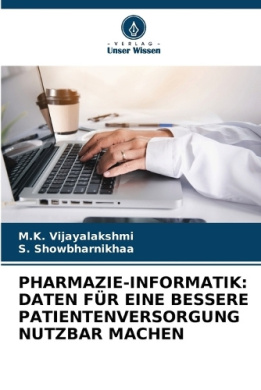 VERLAG
Unser Wissen
M.K. Vijayalakshmi
S. Showbharnikhaa
PHARMAZIE-INFORMATIK:
DATEN FÜR EINE BESSERE
PATIENTENVERSORGUNG
NUTZBAR MACHEN